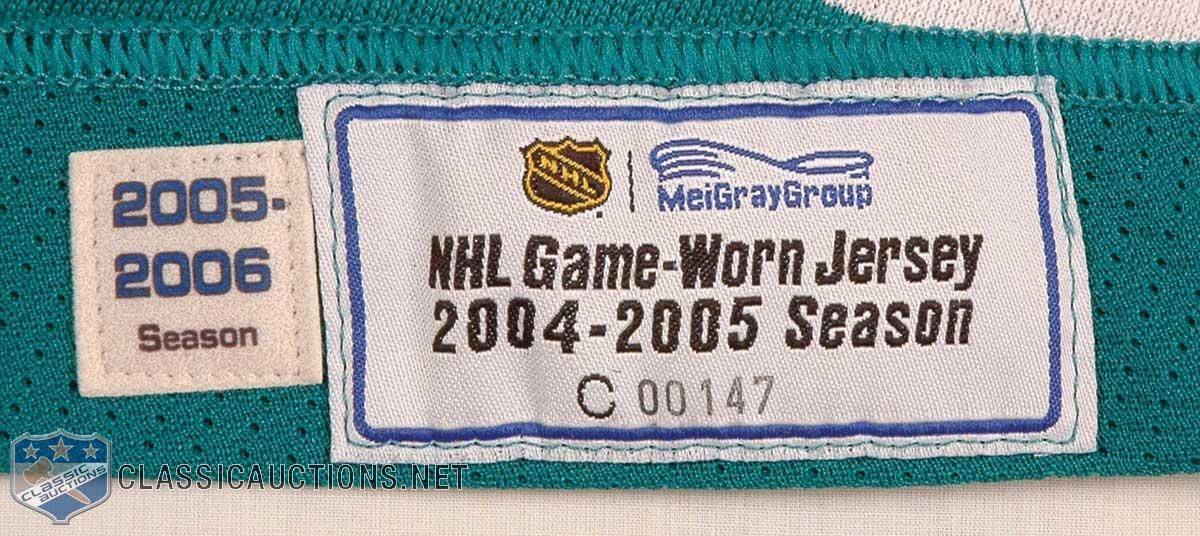 2005-
2006
Season
NHL
MeiGrayGroup
NHL Game-Worn Jersey
2004-2005 Season
C 00147
CLASSIC
AUCTIONS
CLASSICAUCTIONS.NET